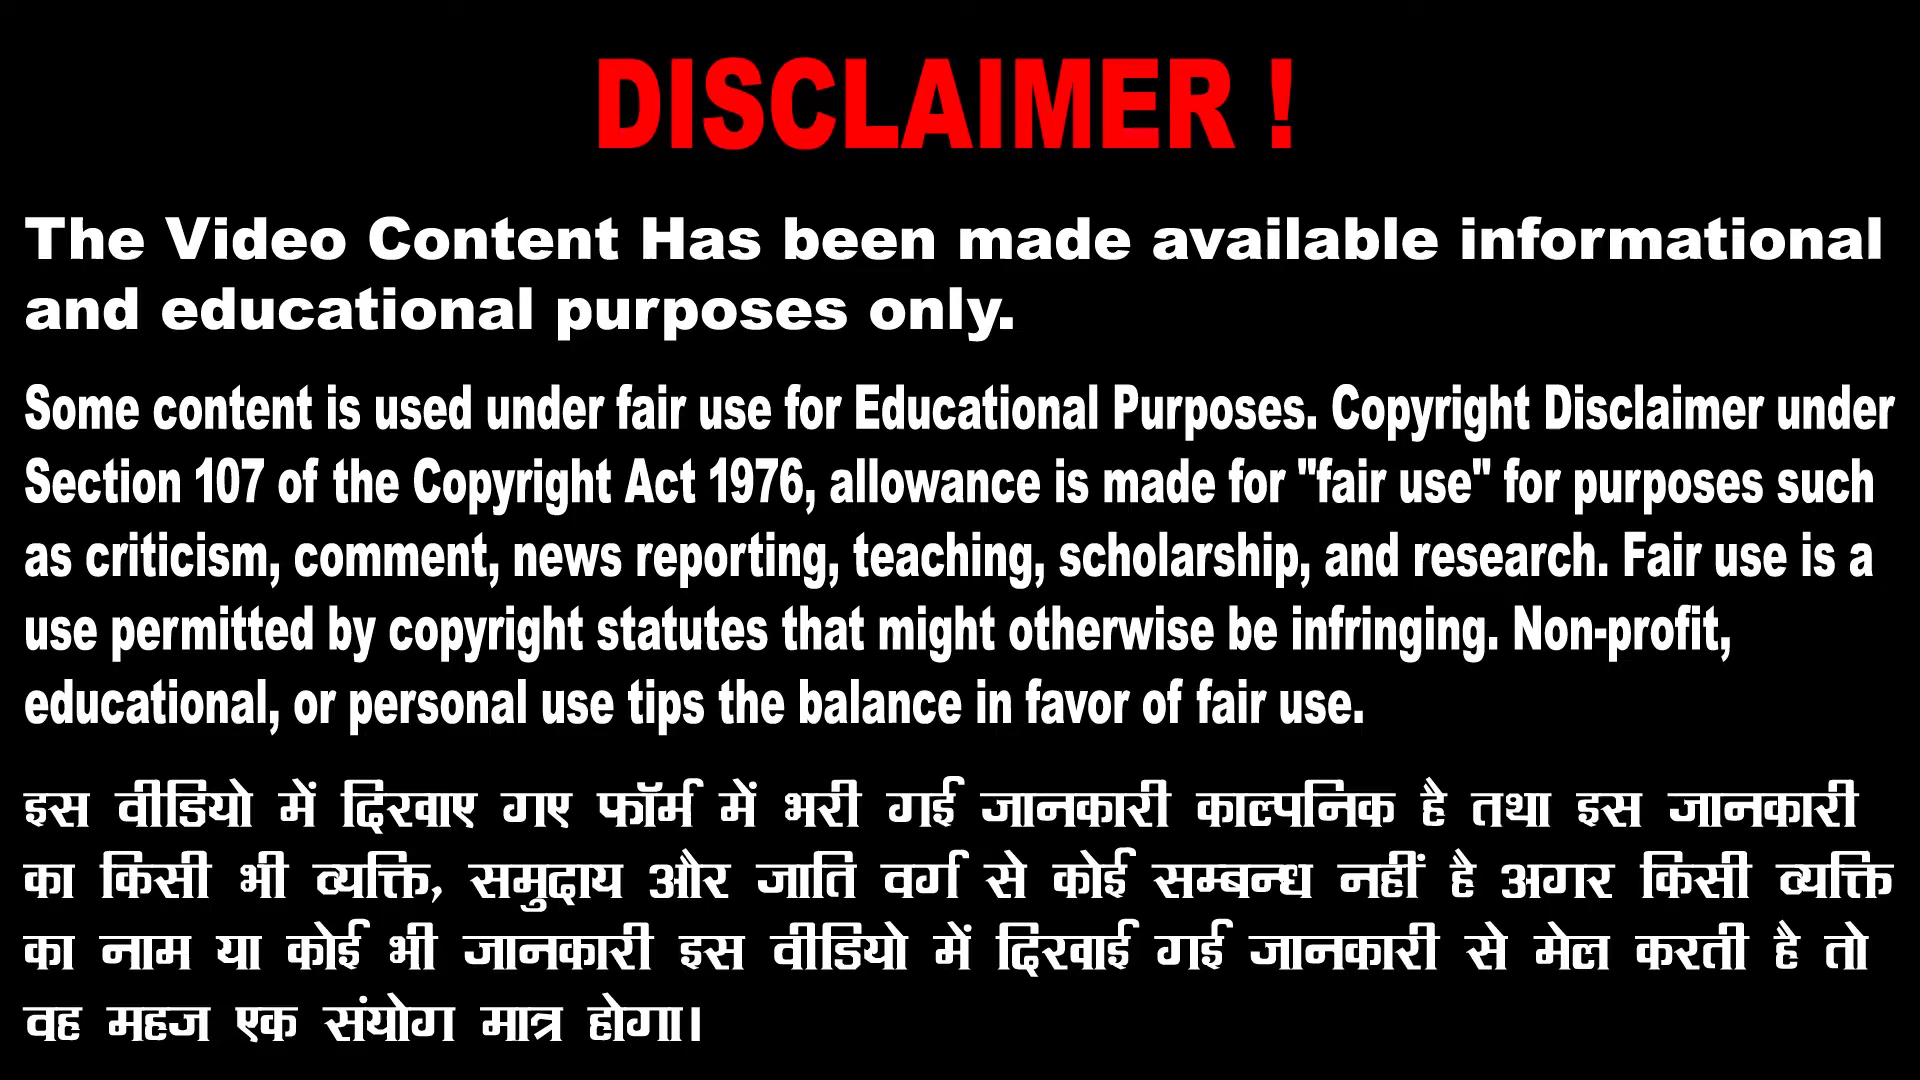 DISCLAIMER !
The Video Content Has been made available informational
and educational purposes only.
Some content is used under fair use for Educational Purposes. Copyright Disclaimer under
Section 107 of the Copyright Act 1976, allowance is made for "fair use" for purposes such
as criticism, comment, news reporting, teaching, scholarship, and research. Fair use is a
use permitted by copyright statutes that might otherwise be infringing. Non-profit,
educational, or personal use tips the balance in favor of fair use.
इस वीडियो में दिखाए गए फॉर्म में भरी गई जानकारी काल्पनिक है तथा इस जानकारी
का किसी भी व्यक्ति, समुदाय और जाति वर्ग से कोई सम्बन्ध नहीं है अगर किसी व्यक्ति
का नाम या कोई भी जानकारी इस वीडियो में दिखाई गई जानकारी से मेल करती है तो
वह महज एक संयोग मात्र होगा।